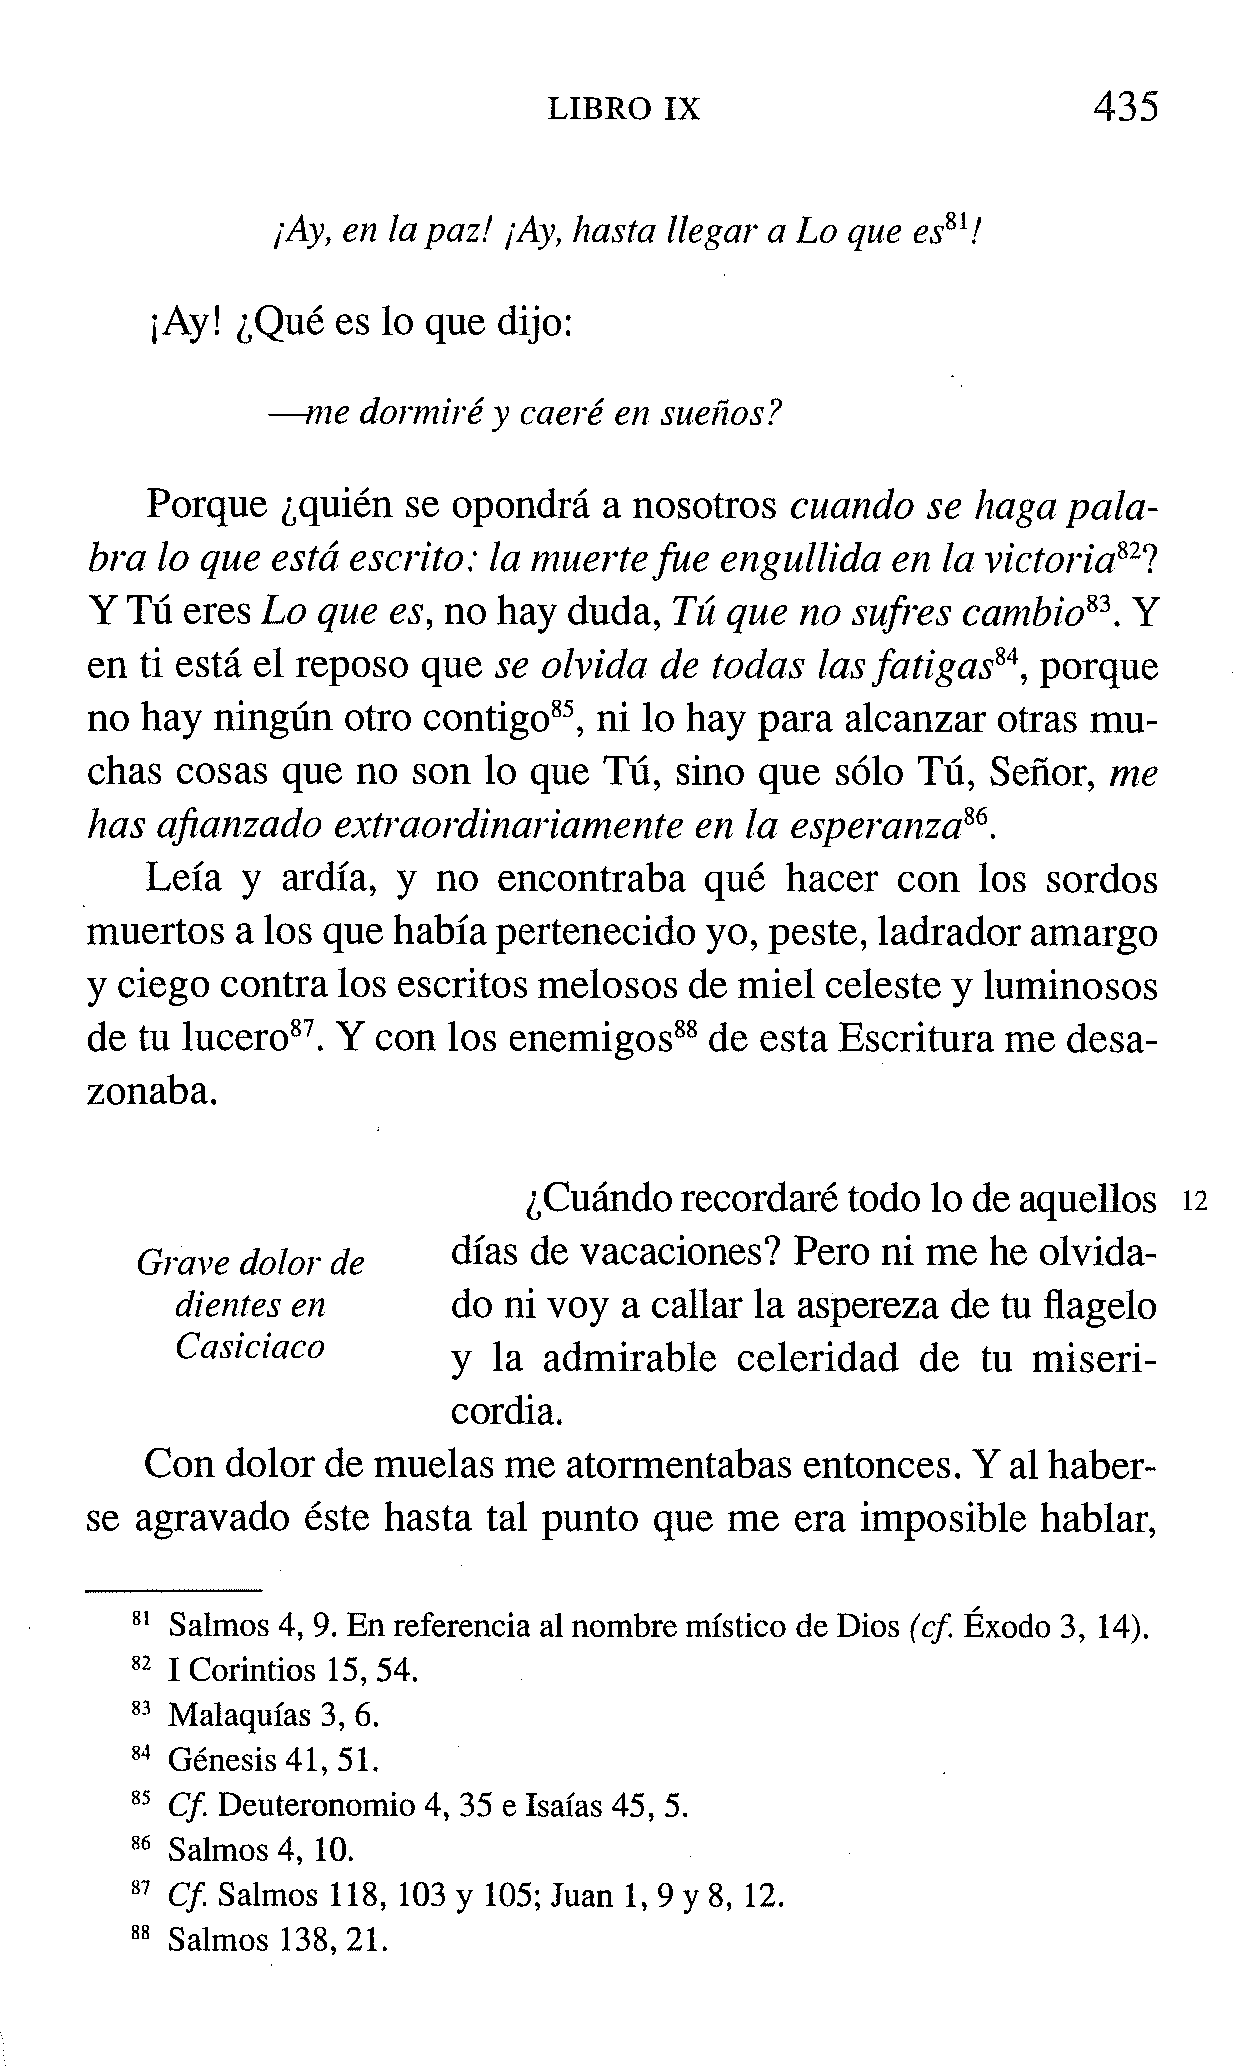 LIBRO IX 435
¡Ay, en la paz! ¡Ay, hasta llegar a Lo que es⁸¹!
¡Ay! ¿Qué es lo que dijo:
—me dormiré y caeré en sueños?
Porque ¿quién se opondrá a nosotros cuando se haga pala-
bra lo que está escrito: la muerte fue engullida en la victoria⁸²?
Y Tú eres Lo que es, no hay duda, Tú que no sufres cambio⁸³. Y
en ti está el reposo que se olvida de todas las fatigas⁸⁴, porque
no hay ningún otro contigo⁸⁵, ni lo hay para alcanzar otras mu-
chas cosas que no son lo que Tú, sino que sólo Tú, Señor, me
has afianzado extraordinariamente en la esperanza⁸⁶.
Leía y ardía, y no encontraba qué hacer con los sordos
muertos a los que había pertenecido yo, peste, ladrador amargo
y ciego contra los escritos melosos de miel celeste y luminosos
de tu lucero⁸⁷. Y con los enemigos⁸⁸ de esta Escritura me desa-
zonaba.
Grave dolor de
dientes en
Casiciaco
¿Cuándo recordaré todo lo de aquellos 12
días de vacaciones? Pero ni me he olvida-
do ni voy a callar la aspereza de tu flagelo
y la admirable celeridad de tu miseri-
cordia.
Con dolor de muelas me atormentabas entonces. Y al haber-
se agravado éste hasta tal punto que me era imposible hablar,
⁸¹ Salmos 4, 9. En referencia al nombre místico de Dios (cf. Éxodo 3, 14).
⁸² I Corintios 15, 54.
⁸³ Malaquías 3, 6.
⁸⁴ Génesis 41, 51.
⁸⁵ Cf. Deuteronomio 4, 35 e Isaías 45, 5.
⁸⁶ Salmos 4, 10.
⁸⁷ Cf. Salmos 118, 103 y 105; Juan 1, 9 y 8, 12.
⁸⁸ Salmos 138, 21.